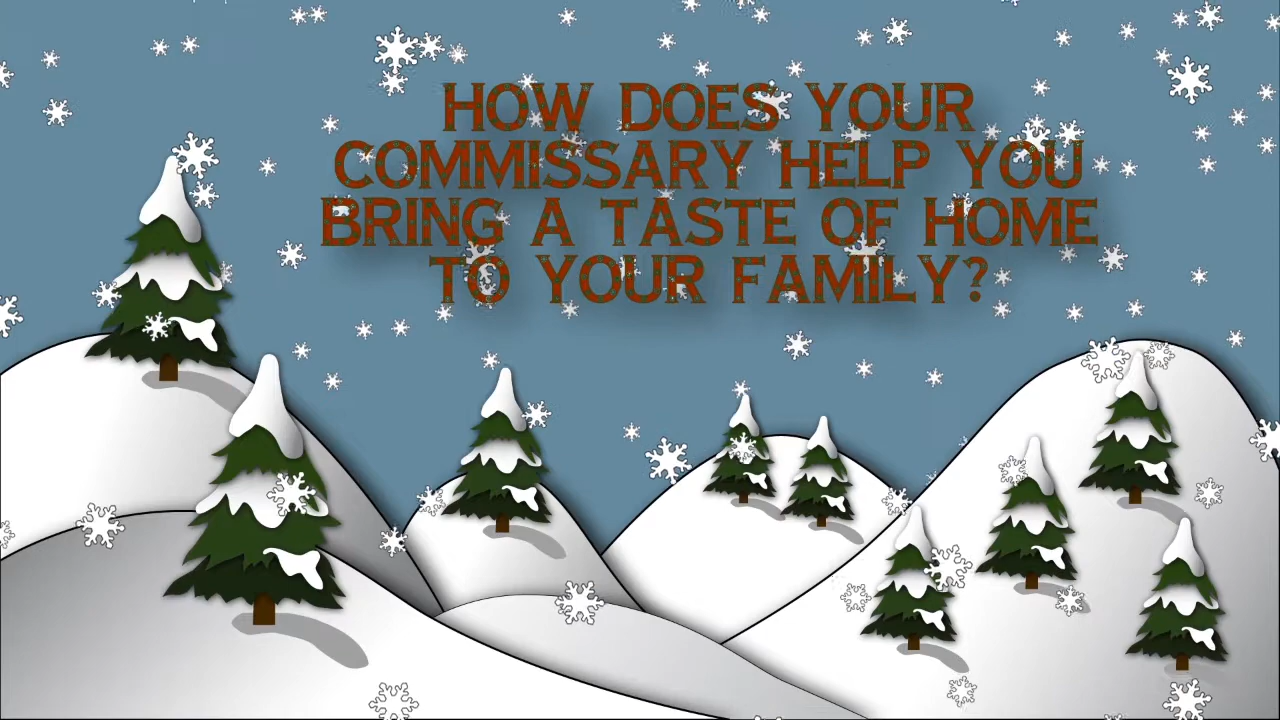 HOW DOES YOUR
COMMISSARY HELP YOU
BRING A TASTE OF HOME
TO YOUR FAMILY?